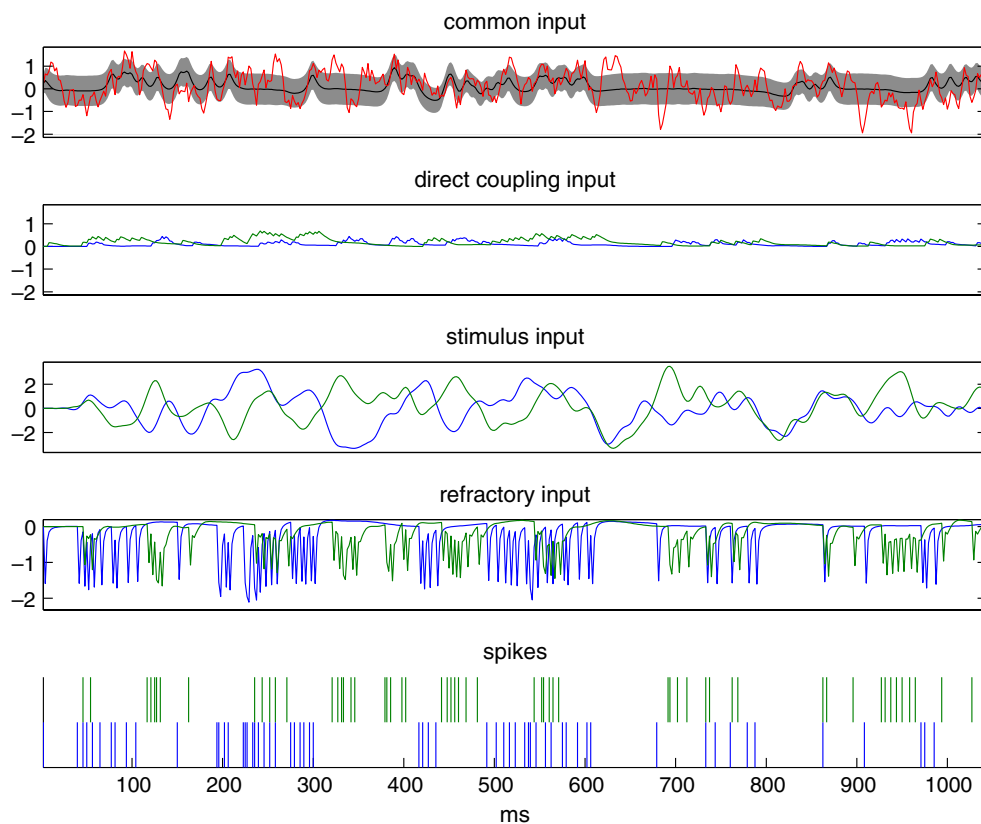 common input
1
0
−1
−2
direct coupling input
1
0
−1
−2
stimulus input
2
0
−2
refractory input
0
−1
−2
spikes
100 200 300 400 500 600 700 800 900 1000
ms